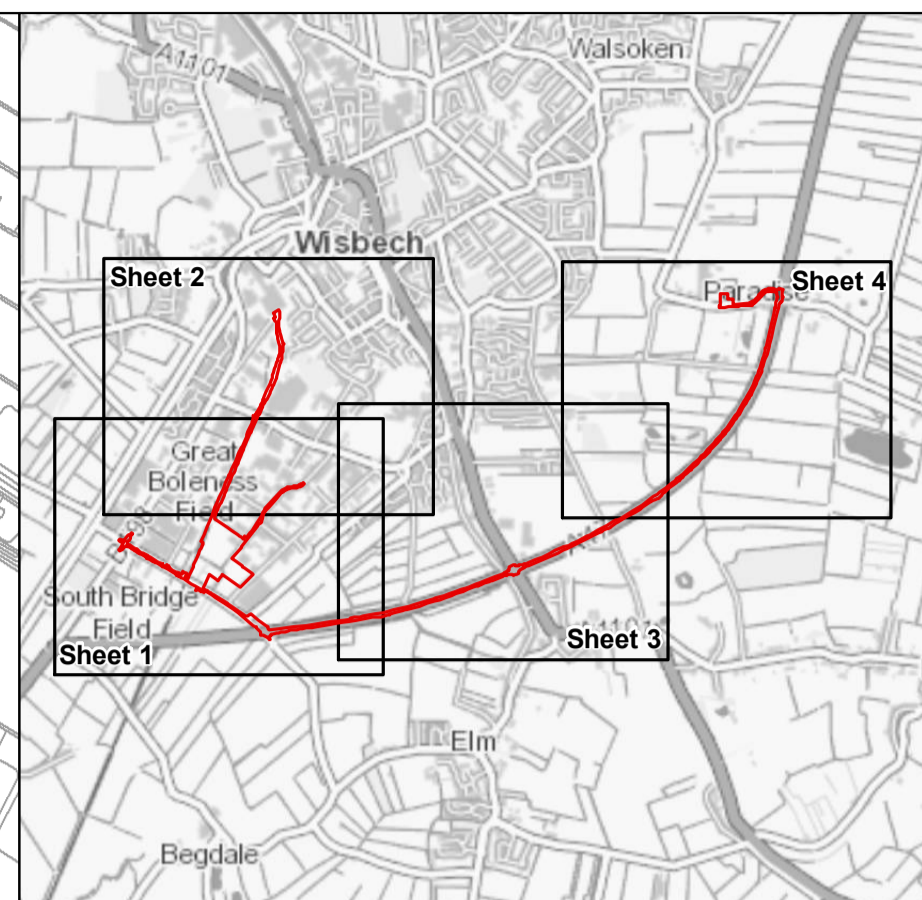 Walsoken
A1101
Wisbech
Sheet 2
Paradise
Sheet 4
Great
Boleness
Field
South Bridge
Field
Sheet 1
A47
Sheet 3
Elm
Begdale